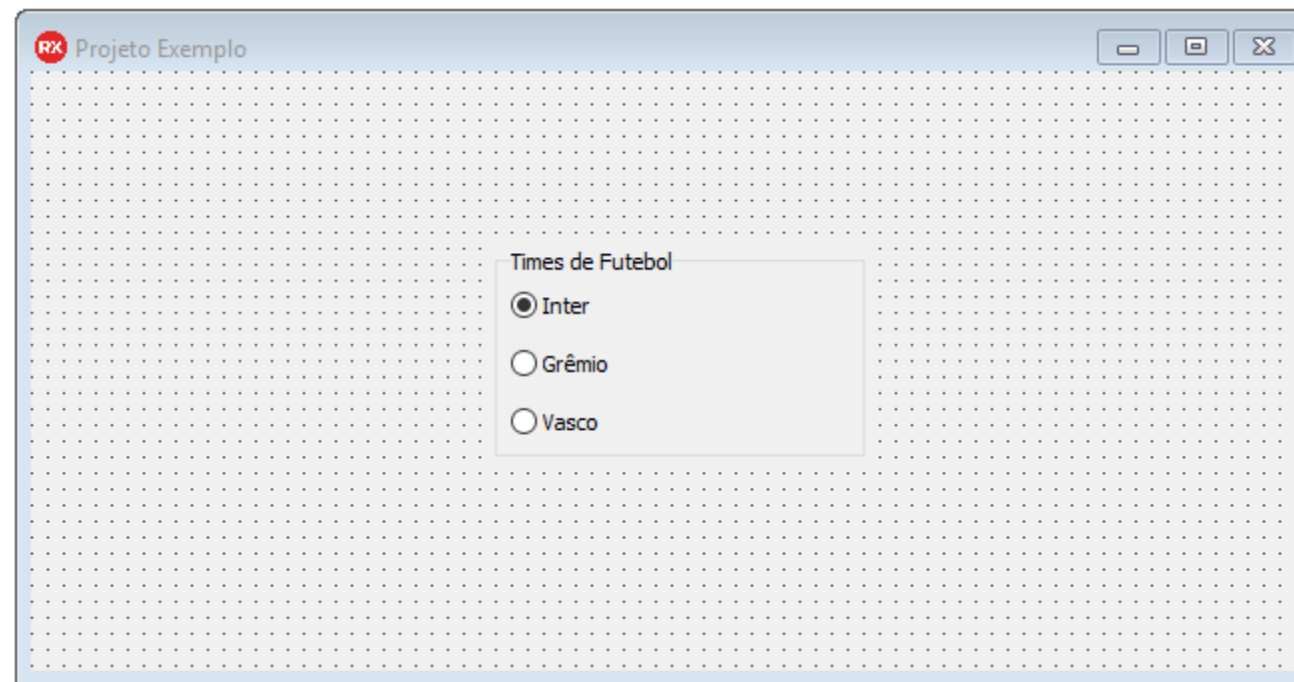 RX Projeto Exemplo
Times de Futebol
Inter
Grêmio
Vasco